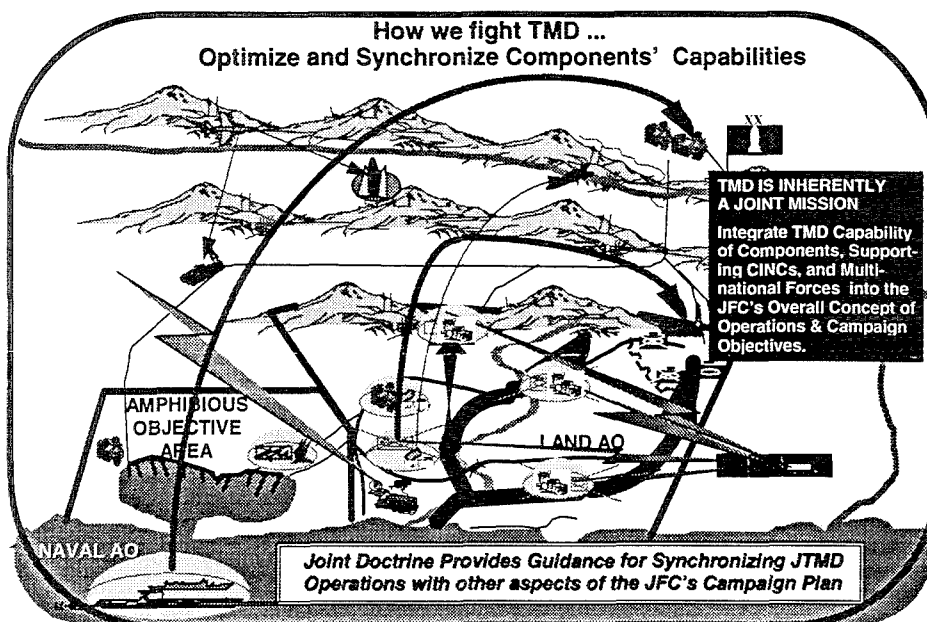 How we fight TMD ...
Optimize and Synchronize Components' Capabilities
XX
TMD IS INHERENTLY
A JOINT MISSION
Integrate TMD Capability
of Components, Support-
ing CINCs, and Multi-
national Forces into the
JFC's Overall Concept of
Operations & Campaign
Objectives.
AMPHIBIOUS
OBJECTIVE
AREA
LAND AO
NAVAL AO
Joint Doctrine Provides Guidance for Synchronizing JTMD
Operations with other aspects of the JFC's Campaign Plan